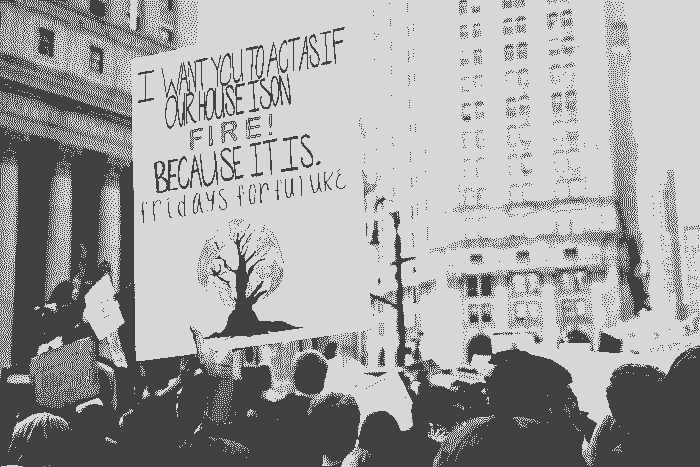 I WANT YOU TO ACT AS IF
OUR HOUSE IS ON
FIRE!
BECAUSE IT IS.
fridays for future